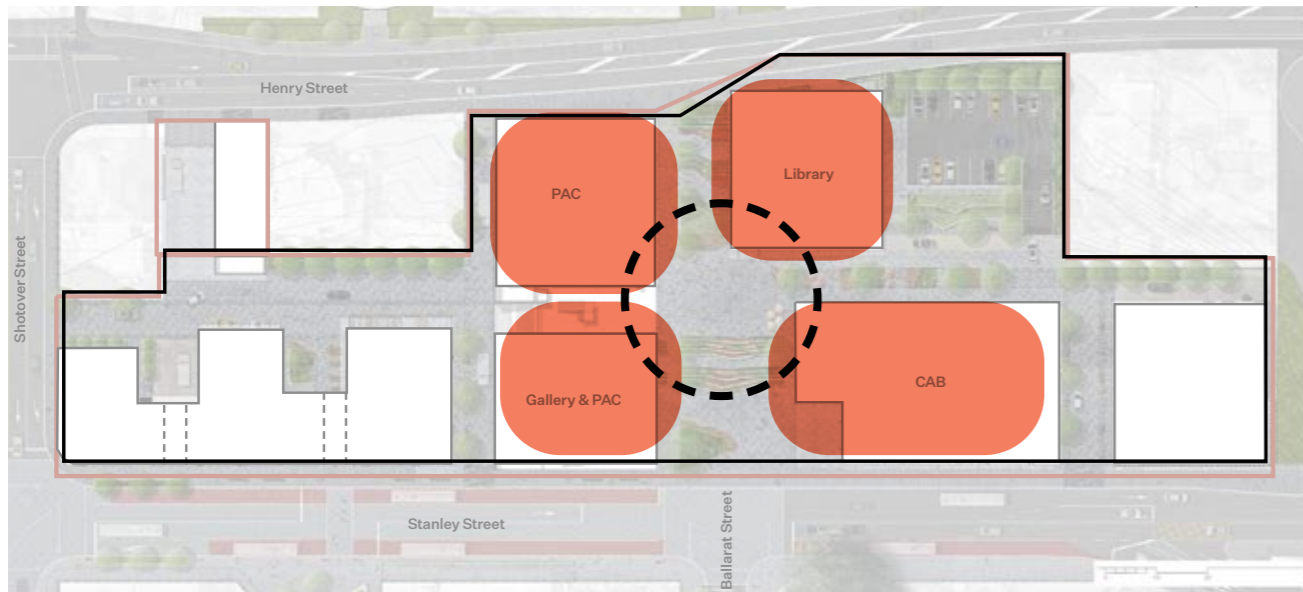 Henry Street
PAC
Library
Shotover Street
Gallery & PAC
CAB
Stanley Street
Ballarat Street